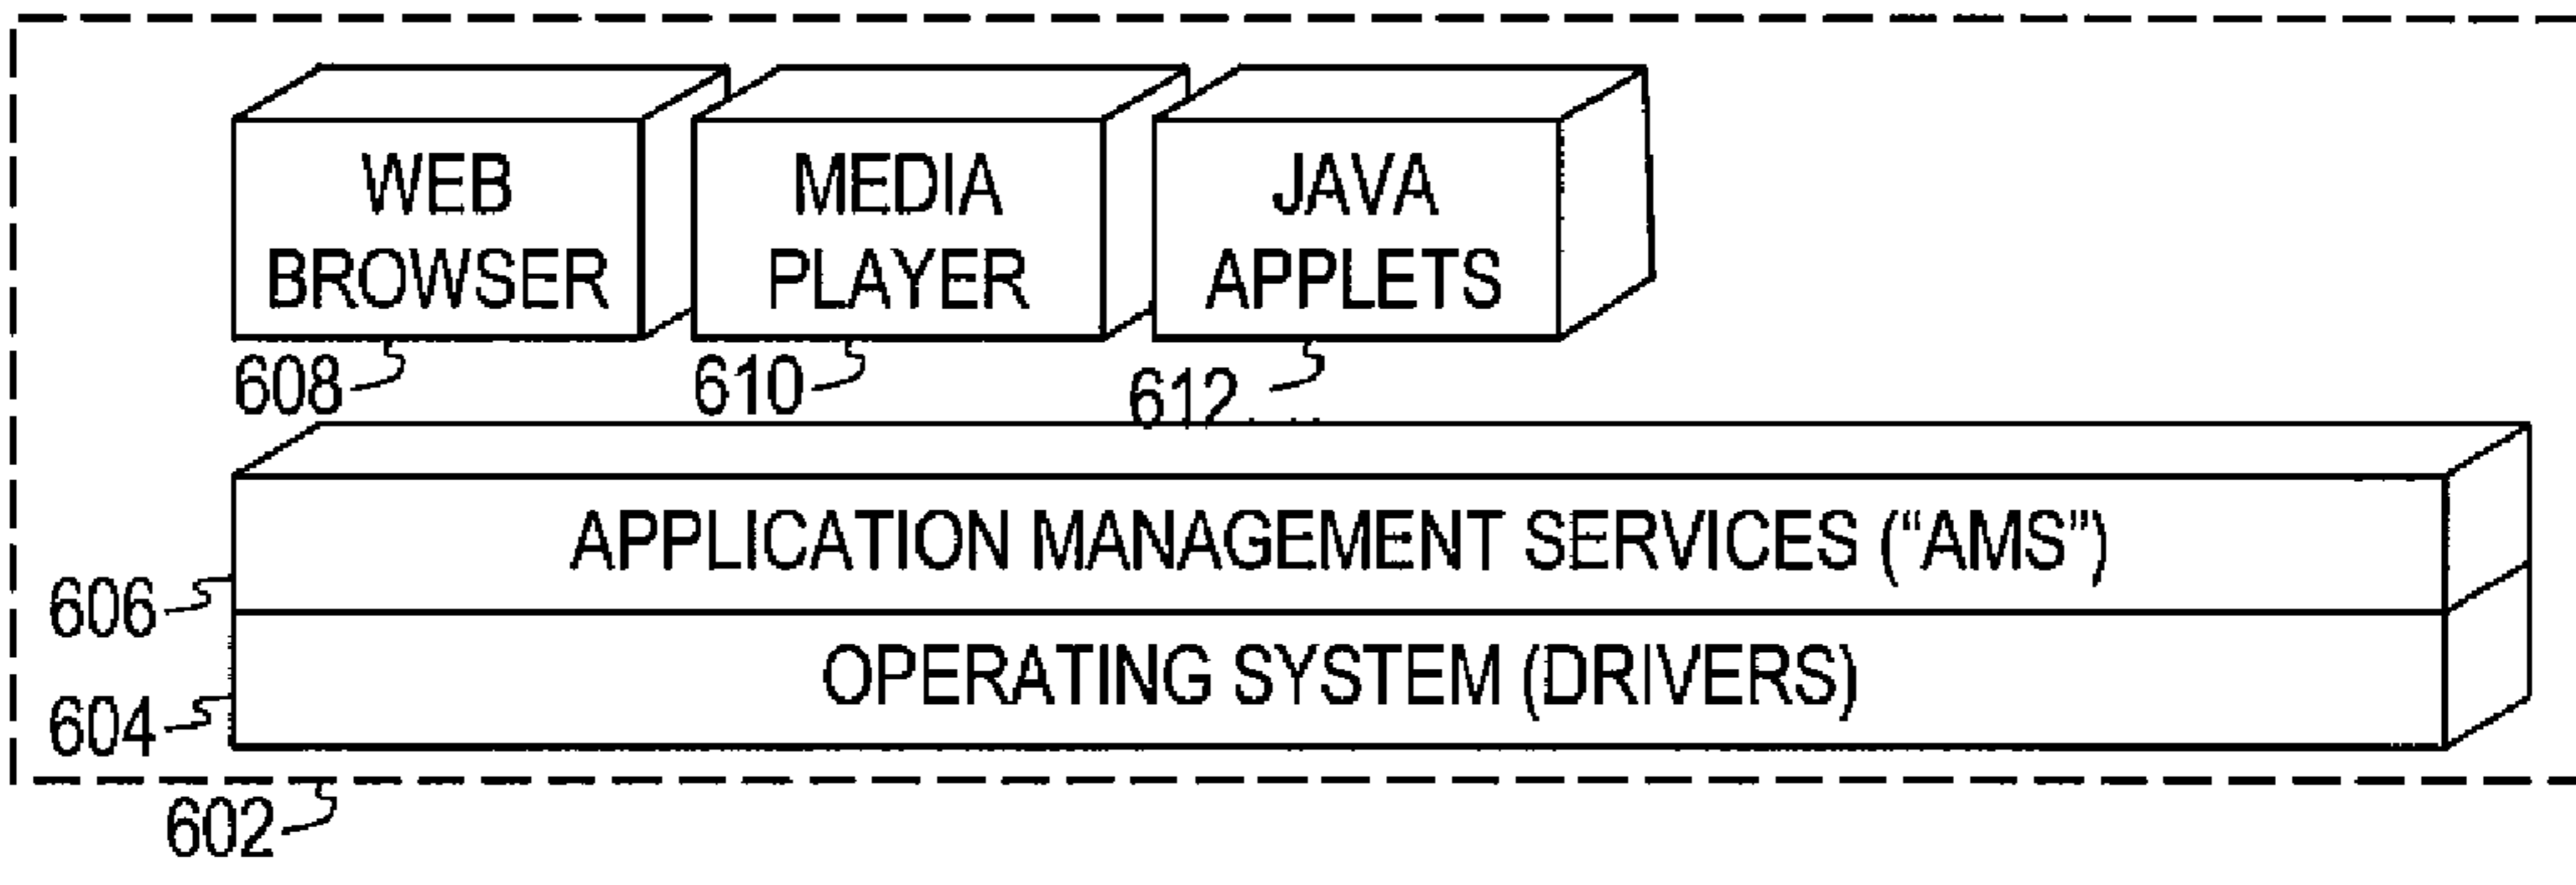 WEB
BROWSER
MEDIA
PLAYER
JAVA
APPLETS
608
610
612
APPLICATION MANAGEMENT SERVICES (“AMS”)
606
OPERATING SYSTEM (DRIVERS)
604
602